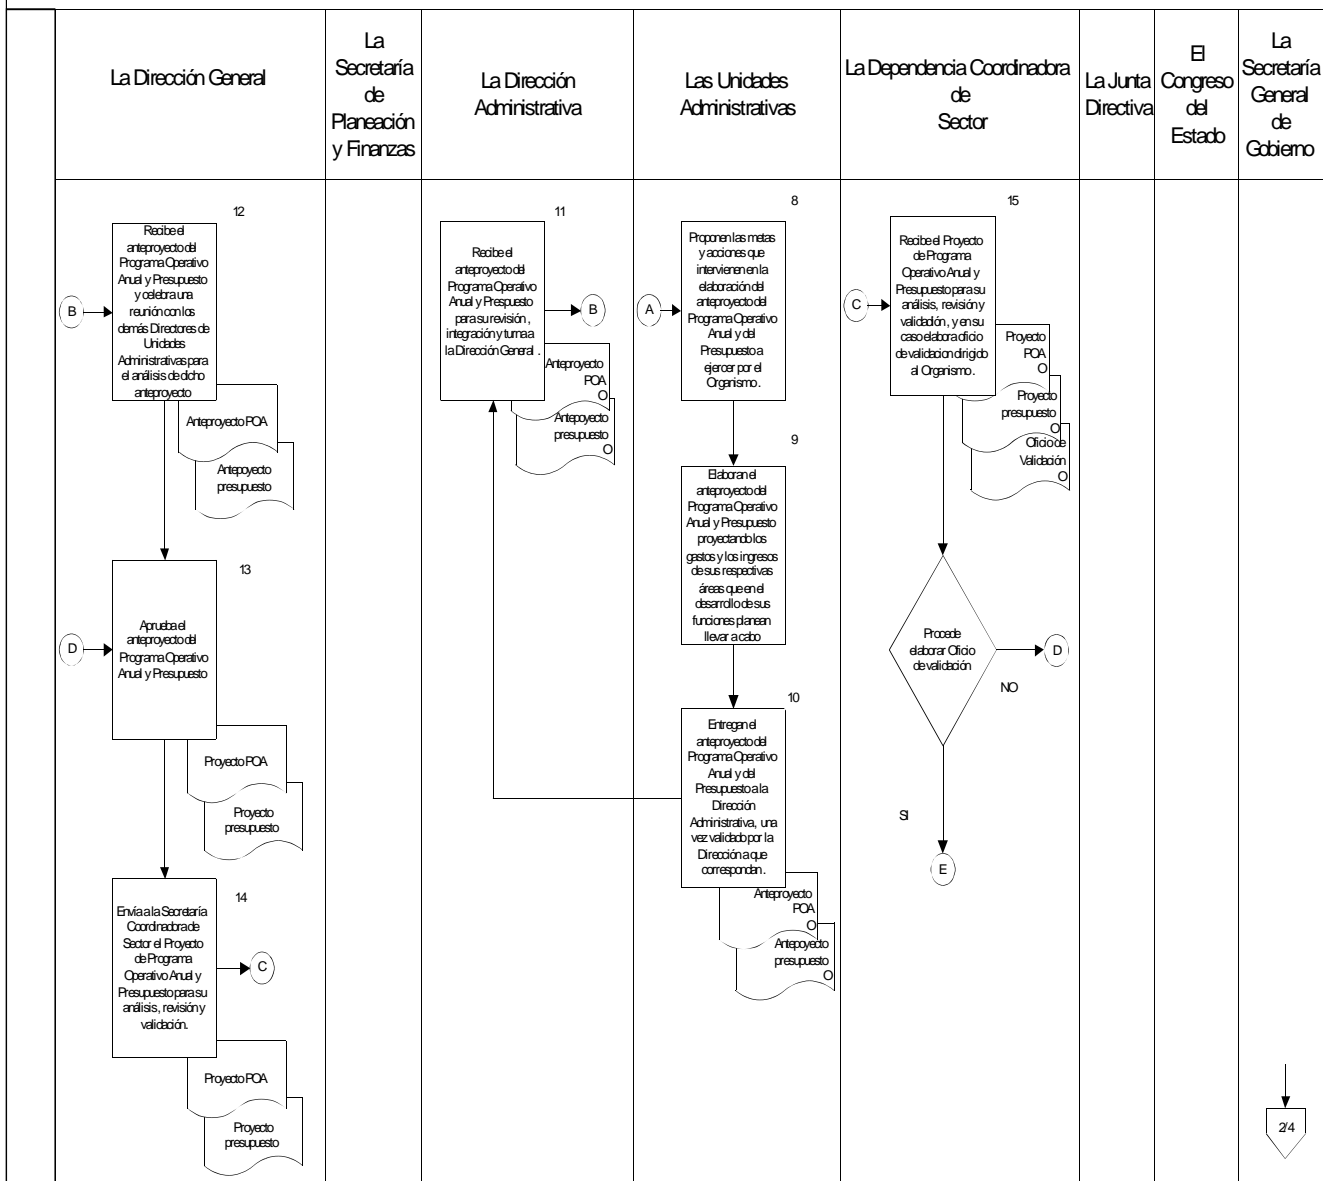 La Dirección General
La
Secretaría
de
Planeación
y Finanzas
La Dirección
Administrativa
Las Unidades
Administrativas
La Dependencia Coordinadora
de
Sector
La Junta
Directiva
El
Congreso
del
Estado
La
Secretaría
General
de
Gobierno
12
Recibe el
anteproyecto del
Programa Operativo
Anual y Presupuesto
y celebra una
reunión con los
demás Directores de
Unidades
Administrativas para
el análisis de dicho
anteproyecto
B
Anteproyecto POA
Antepoyecto
presupuesto
13
Aprueba el
anteproyecto del
Programa Operativo
Anual y Presupuesto
D
Proyecto POA
Proyecto
presupuesto
14
Envía a la Secretaría
Coordinadora de
Sector el Proyecto
de Programa
Operativo Anual y
Presupuesto para su
análisis, revisión y
validación.
C
Proyecto POA
Proyecto
presupuesto
11
Recibe el
anteproyecto del
Programa Operativo
Anual y Prespuesto
para su revisión,
integración y turna a
la Dirección General.
B
Anteproyecto
POA
O
Antepoyecto
presupuesto
O
8
Proponen las metas
y acciones que
intervienen en la
elaboración del
anteproyecto del
Programa Operativo
Anual y del
Presupuesto a
ejercer por el
Organismo.
A
9
Elaboran el
anteproyecto del
Programa Operativo
Anual y Presupuesto
proyectando los
gastos y los ingresos
de sus respectivas
áreas que en el
desarrollo de sus
funciones planean
llevar a cabo
10
Entregan el
anteproyecto del
Programa Operativo
Anual y del
Presupuesto a la
Dirección
Administrativa, una
vez validado por la
Dirección a que
correspondan.
Anteproyecto
POA
O
Antepoyecto
presupuesto
O
15
Recibe el Proyecto
de Programa
Operativo Anual y
Presupuesto para su
análisis, revisión y
validación, y en su
caso elabora oficio
de validacion dirigido
al Organismo.
C
Proyecto
POA
O
Proyecto
presupuesto
O
Oficio de
Validación
O
Procede
elaborar Oficio
de validación
D
NO
SI
E
2/4